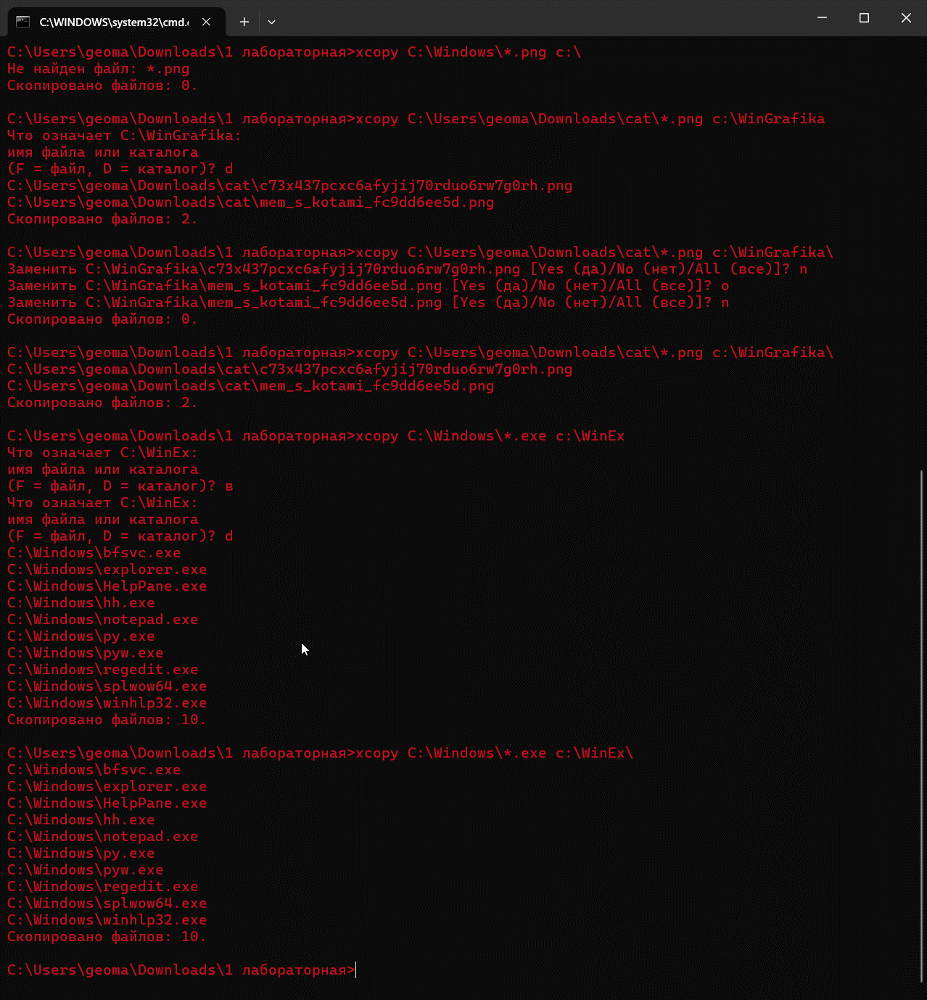 C:\WINDOWS\system32\cmd.e
C:\Users\geoma\Downloads\1 лабораторная>xcopy C:\Windows\*.png c:\
Не найден файл: *.png
Скопировано файлов: 0.
C:\Users\geoma\Downloads\1 лабораторная>xcopy C:\Users\geoma\Downloads\cat\*.png c:\WinGrafika
Что означает C:\WinGrafika:
имя файла или каталога
(F = файл, D = каталог)? d
C:\Users\geoma\Downloads\cat\c73x437pcxc6afyjij70rduo6rw7g0rh.png
C:\Users\geoma\Downloads\cat\mem_s_kotami_fc9dd6ee5d.png
Скопировано файлов: 2.
C:\Users\geoma\Downloads\1 лабораторная>xcopy C:\Users\geoma\Downloads\cat\*.png c:\WinGrafika\
Заменить C:\WinGrafika\c73x437pcxc6afyjij70rduo6rw7g0rh.png [Yes (да)/No (нет)/All (все)]? n
Заменить C:\WinGrafika\mem_s_kotami_fc9dd6ee5d.png [Yes (да)/No (нет)/All (все)]? o
Заменить C:\WinGrafika\mem_s_kotami_fc9dd6ee5d.png [Yes (да)/No (нет)/All (все)]? n
Скопировано файлов: 0.
C:\Users\geoma\Downloads\1 лабораторная>xcopy C:\Users\geoma\Downloads\cat\*.png c:\WinGrafika\
C:\Users\geoma\Downloads\cat\c73x437pcxc6afyjij70rduo6rw7g0rh.png
C:\Users\geoma\Downloads\cat\mem_s_kotami_fc9dd6ee5d.png
Скопировано файлов: 2.
C:\Users\geoma\Downloads\1 лабораторная>xcopy C:\Windows\*.exe c:\WinEx
Что означает C:\WinEx:
имя файла или каталога
(F = файл, D = каталог)? в
Что означает C:\WinEx:
имя файла или каталога
(F = файл, D = каталог)? d
C:\Windows\bfsvc.exe
C:\Windows\explorer.exe
C:\Windows\HelpPane.exe
C:\Windows\hh.exe
C:\Windows\notepad.exe
C:\Windows\py.exe
C:\Windows\pyw.exe
C:\Windows\regedit.exe
C:\Windows\splwow64.exe
C:\Windows\winhlp32.exe
Скопировано файлов: 10.
C:\Users\geoma\Downloads\1 лабораторная>xcopy C:\Windows\*.exe c:\WinEx\
C:\Windows\bfsvc.exe
C:\Windows\explorer.exe
C:\Windows\HelpPane.exe
C:\Windows\hh.exe
C:\Windows\notepad.exe
C:\Windows\py.exe
C:\Windows\pyw.exe
C:\Windows\regedit.exe
C:\Windows\splwow64.exe
C:\Windows\winhlp32.exe
Скопировано файлов: 10.
C:\Users\geoma\Downloads\1 лабораторная>